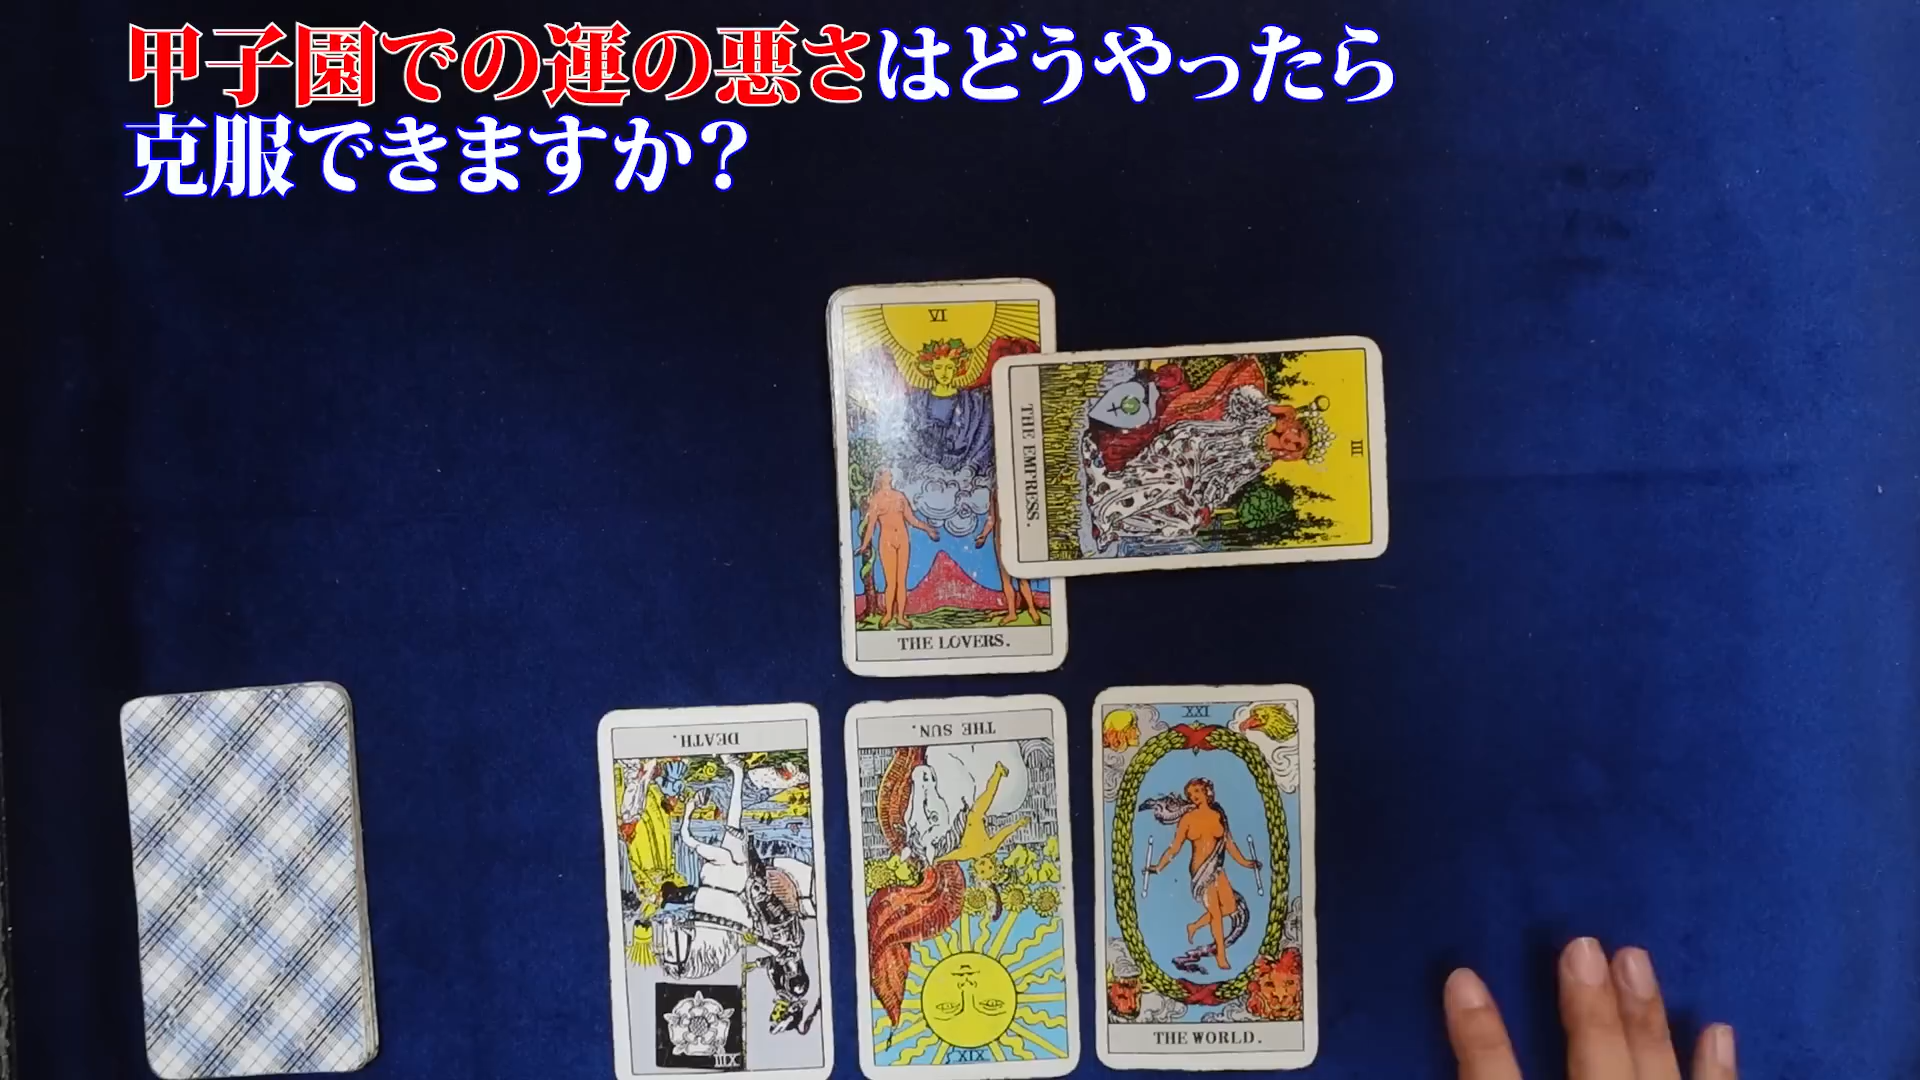 甲子園での運の悪さはどうやったら
克服できますか？
VI
THE LOVERS.
THE EMPRESS.
III
DEATH.
XIII
THE SUN.
XIX
XXI
THE WORLD.